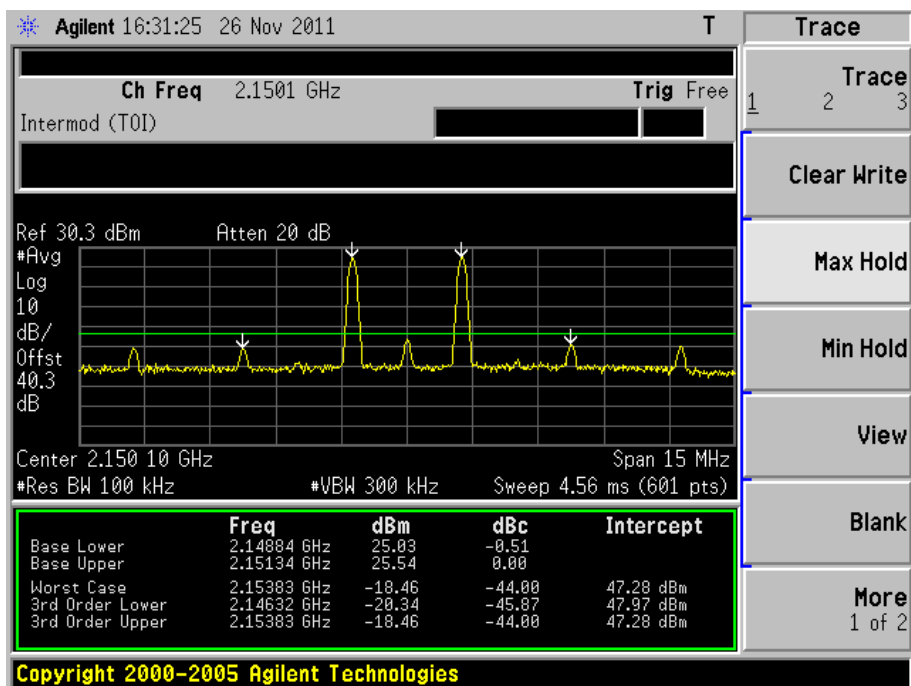 Agilent 16:31:25 26 Nov 2011 T
Trace
Ch Freq 2.1501 GHz Trig Free
Intermod (TOI)
Trace
1 2 3
Clear Write
Max Hold
Min Hold
View
Blank
More
1 of 2
Ref 30.3 dBm Atten 20 dB
#Avg
Log
10
dB/
Offst
40.3
dB
Center 2.150 10 GHz Span 15 MHz
#Res BW 100 kHz #VBW 300 kHz Sweep 4.56 ms (601 pts)
Freq dBm dBc Intercept
Base Lower 2.14884 GHz 25.03 -0.51
Base Upper 2.15134 GHz 25.54 0.00
Worst Case 2.15383 GHz -18.46 -44.00 47.28 dBm
3rd Order Lower 2.14632 GHz -20.34 -45.87 47.97 dBm
3rd Order Upper 2.15383 GHz -18.46 -44.00 47.28 dBm
Copyright 2000-2005 Agilent Technologies